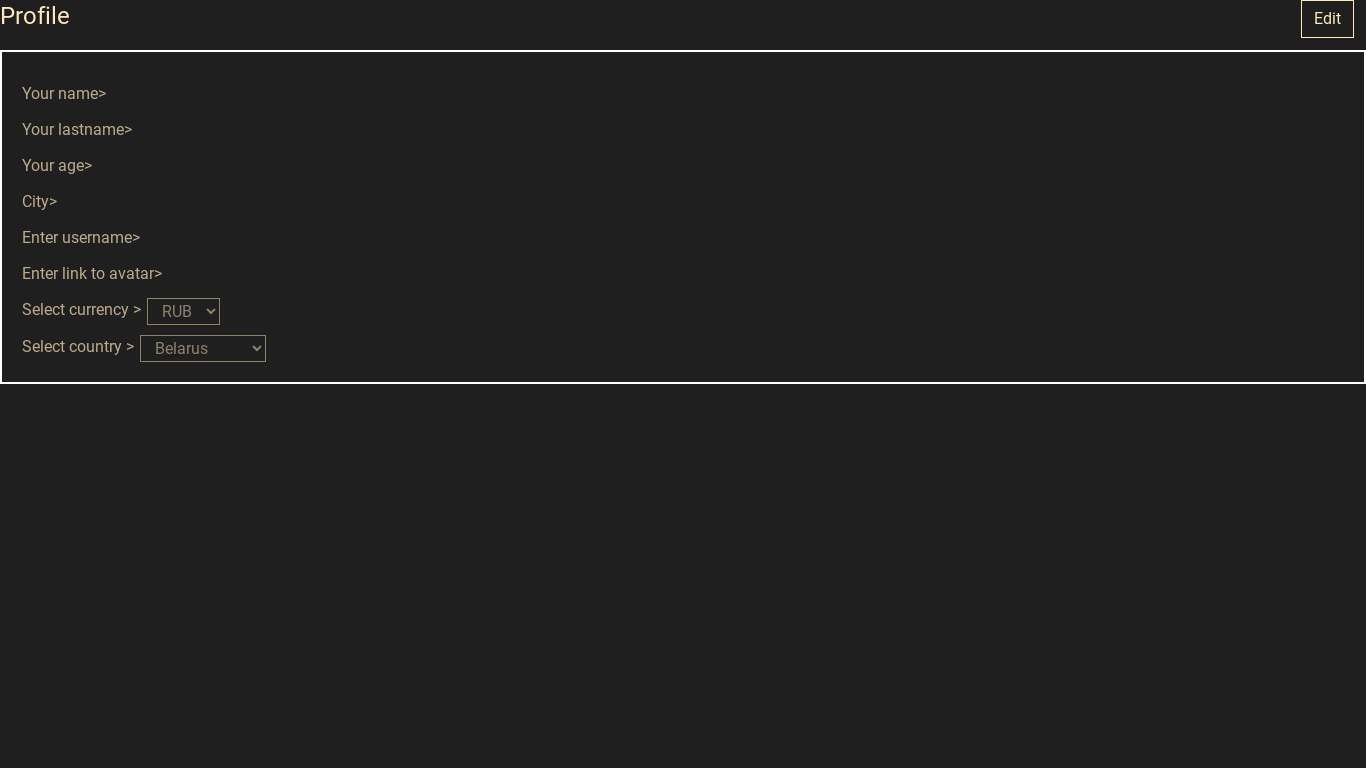 Profile
Edit
Your name>
Your lastname>
Your age>
City>
Enter username>
Enter link to avatar>
Select currency > RUB
Select country > Belarus